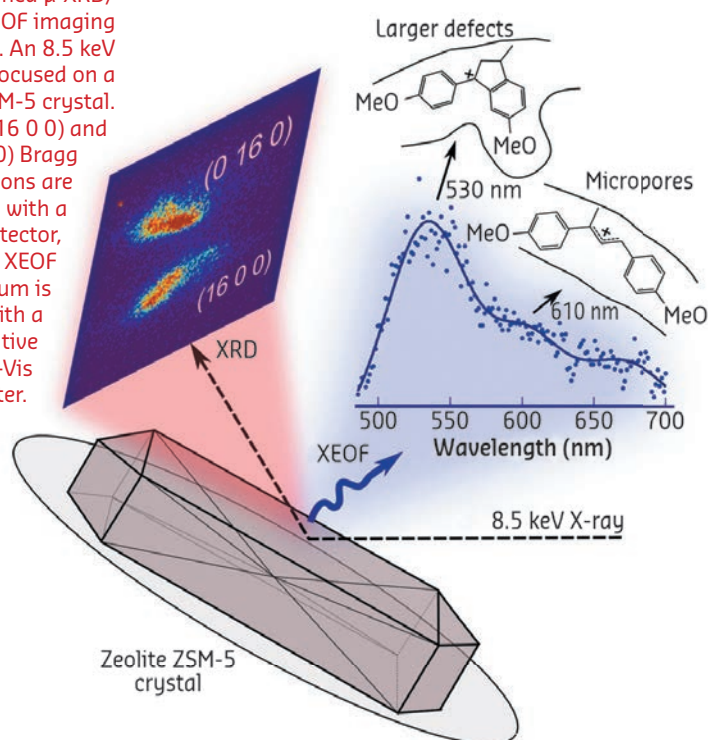 OF imaging
. An 8.5 keV
ocused on a
SM-5 crystal.
16 0 0) and
0) Bragg
ons are
with a
tector,
XEOF
um is
with a
tive
-Vis
ter.
(0 16 0)
(16 0 0)
XRD
Larger defects
MeO
MeO
530 nm
Micropores
MeO
MeO
610 nm
500 550 600 650 700
Wavelength (nm)
XEOF
8.5 keV X-ray
Zeolite ZSM-5
crystal